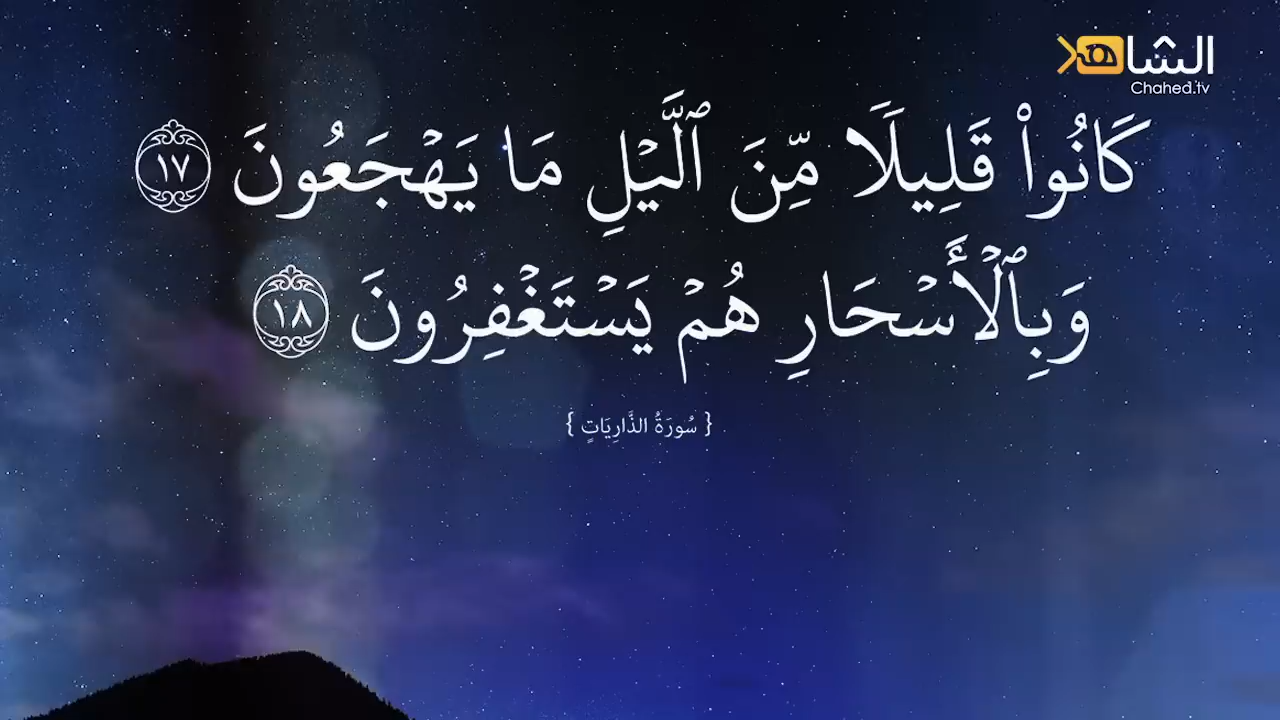 الشاهد
Chahed.tv
كَانُوا۟ قَلِيلًا مِّنَ ٱلَّيْلِ مَا يَهْجَعُونَ ١٧
وَبِٱلْأَسْحَارِ هُمْ يَسْتَغْفِرُونَ ١٨
{ سُورَةُ الذَّارِيَاتِ }